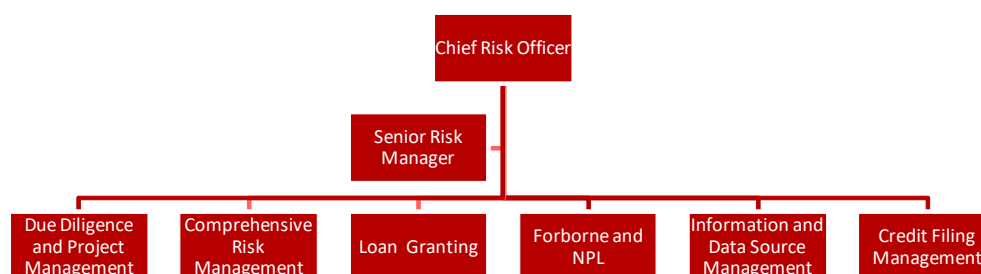 Chief Risk Officer
Senior Risk
Manager
Due Diligence
and Project
Management
Comprehensive
Risk
Management
Loan Granting
Forborne and
NPL
Information and
Data Source
Management
Credit Filing
Management